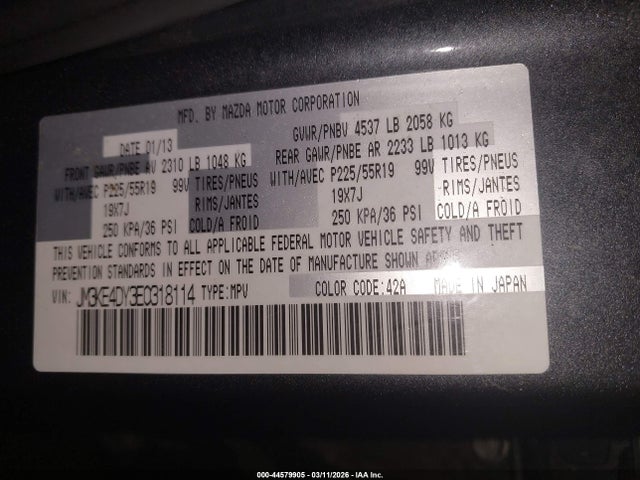 MFD. BY MAZDA MOTOR CORPORATION
DATE 01/13 GVWR/PNBV 4537 LB 2058 KG
FRONT GAWR/PNBE AV 2310 LB 1048 KG REAR GAWR/PNBE AR 2233 LB 1013 KG
WITH/AVEC P225/55R19 99V TIRES/PNEUS WITH/AVEC P225/55R19 99V TIRES/PNEUS
19X7J RIMS/JANTES 19X7J RIMS/JANTES
250 KPA/36 PSI COLD/A FROID 250 KPA/36 PSI COLD/A FROID
THIS VEHICLE CONFORMS TO ALL APPLICABLE FEDERAL MOTOR VEHICLE SAFETY AND THEFT
PREVENTION STANDARDS IN EFFECT ON THE DATE OF MANUFACTURE SHOWN
VIN: JM3KE4DY3E0318114 TYPE:MPV COLOR CODE:42A MADE IN JAPAN
000-44579905 - 03/11/2026 - IAA Inc.